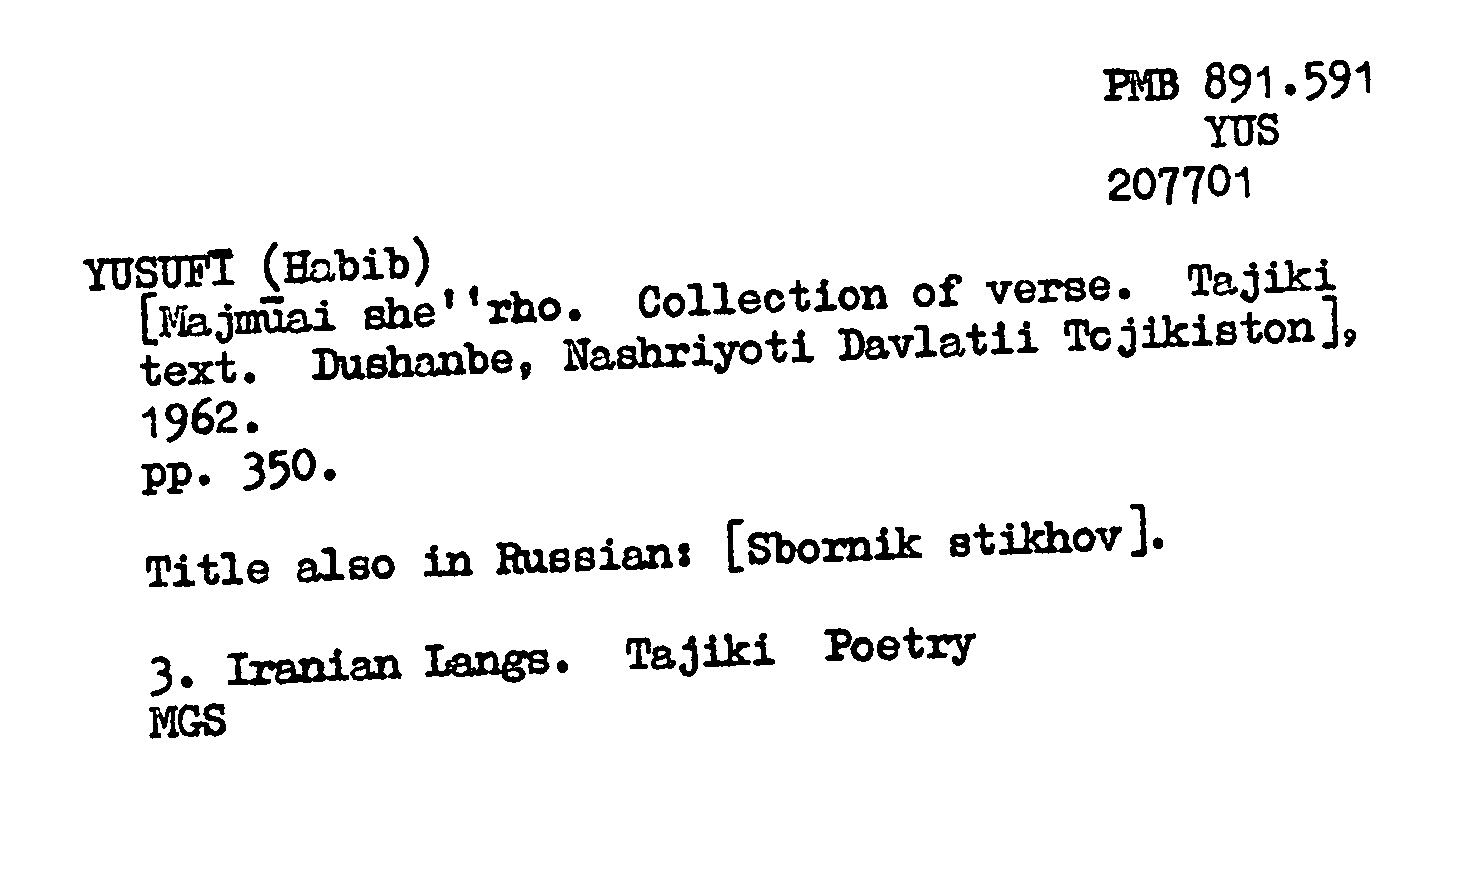 PMB 891.591
YUS
207701
YUSUFĪ (Habib)
[Majmūai she''rho. Collection of verse. Tajiki
text. Dushanbe, Nashriyoti Davlatii Tojikiston],
1962.
pp. 350.
Title also in Russian: [Sbornik stikhov].
3. Iranian Langs. Tajiki Poetry
MGS